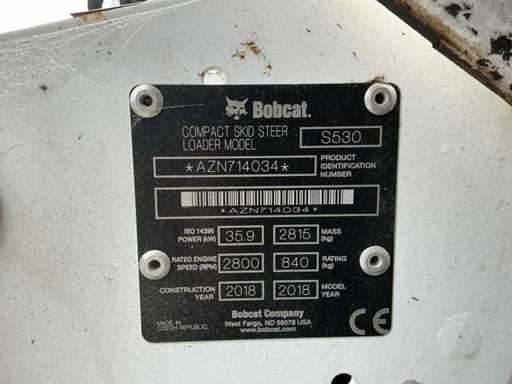 Bobcat.
COMPACT SKID STEER
LOADER MODEL
S530
*AZN714034*
PRODUCT
IDENTIFICATION
NUMBER
*AZN714034*
ISO 14396
POWER (kW)
35.9
2815
MASS
(kg)
RATED ENGINE
SPEED (RPM)
2800
840
RATING
(kg)
CONSTRUCTION
YEAR
2018
2018
MODEL
YEAR
MADE IN
CZECH REPUBLIC
Bobcat Company
West Fargo, ND 58078 USA
www.bobcat.com
CE